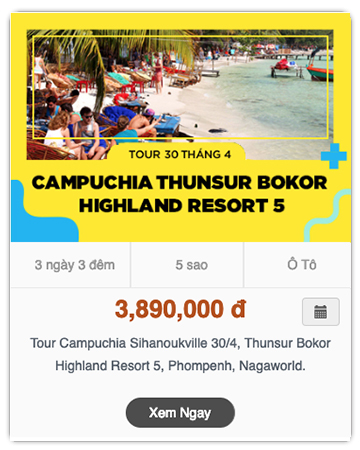 TOUR 30 THÁNG 4
CAMPUCHIA THUNSUR BOKOR
HIGHLAND RESORT 5
3 ngày 3 đêm
5 sao
Ô Tô
3,890,000 đ
Tour Campuchia Sihanoukville 30/4, Thunsur Bokor
Highland Resort 5, Phompenh, Nagaworld.
Xem Ngay